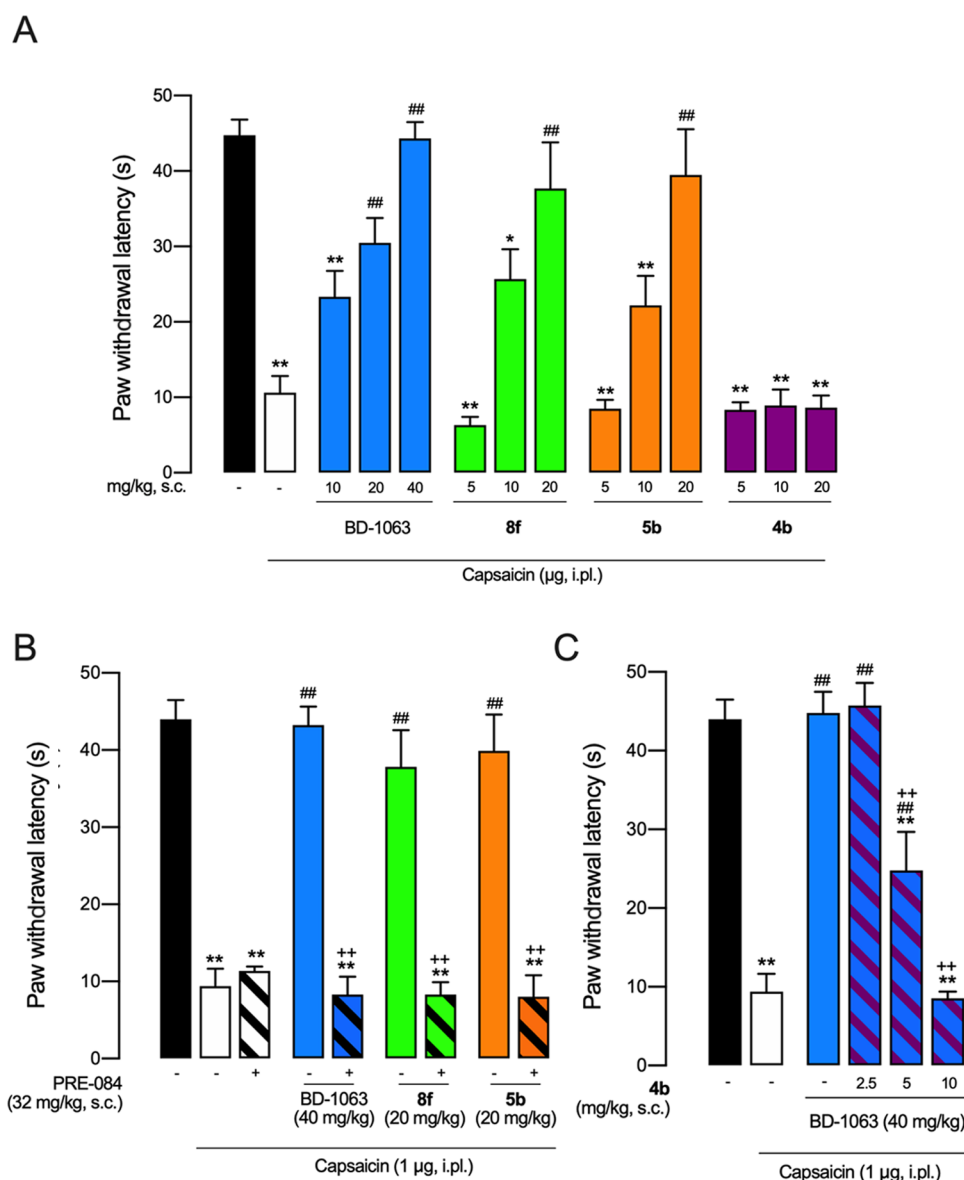 A
Paw withdrawal latency (s)
50
40
30
20
10
0
**
**
##
##
**
*
##
**
**
##
**
**
**
mg/kg, s.c.
- - 10 20 40 5 10 20 5 10 20 5 10 20
BD-1063 8f 5b 4b
Capsaicin (µg, i.pl.)
B
Paw withdrawal latency (s)
50
40
30
20
10
0
**
**
##
++
**
##
++
**
##
++
**
PRE-084
(32 mg/kg, s.c.)
- - + - + - + - +
BD-1063 8f 5b
(40 mg/kg) (20 mg/kg) (20 mg/kg)
Capsaicin (1 µg, i.pl.)
C
Paw withdrawal latency (s)
50
40
30
20
10
0
**
##
##
++
##
**
++
**
4b
(mg/kg, s.c.)
- - - 2.5 5 10
BD-1063 (40 mg/kg)
Capsaicin (1 µg, i.pl.)